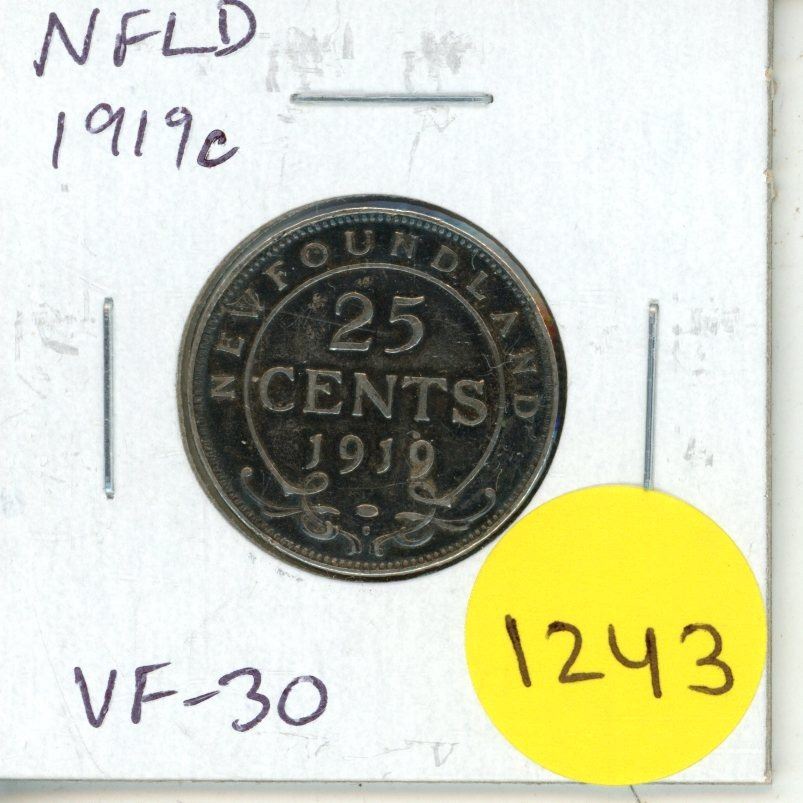 NFLD
1919c
NEWFOUNDLAND
25
CENTS
1919
C
VF-30
1243